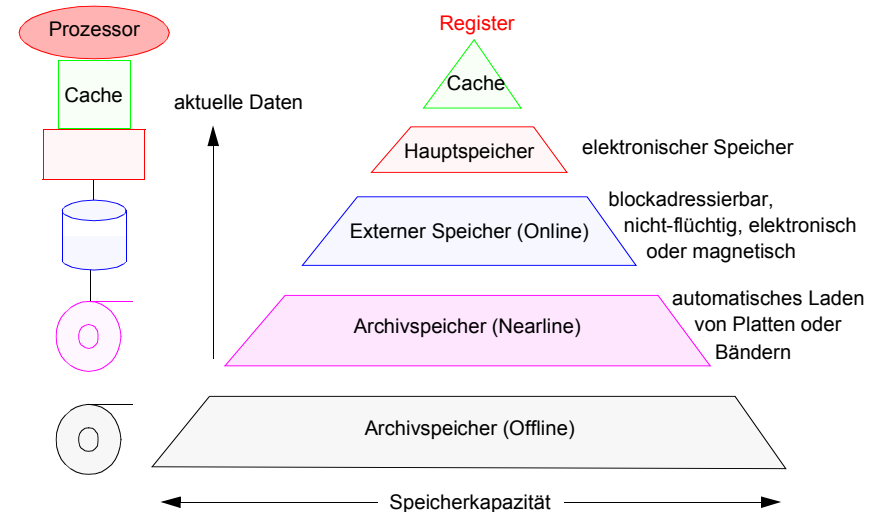 Prozessor
Cache
aktuelle Daten
Register
Cache
Hauptspeicher
elektronischer Speicher
Externer Speicher (Online)
blockadressierbar,
nicht-flüchtig, elektronisch
oder magnetisch
Archivspeicher (Nearline)
automatisches Laden
von Platten oder
Bändern
Archivspeicher (Offline)
Speicherkapazität